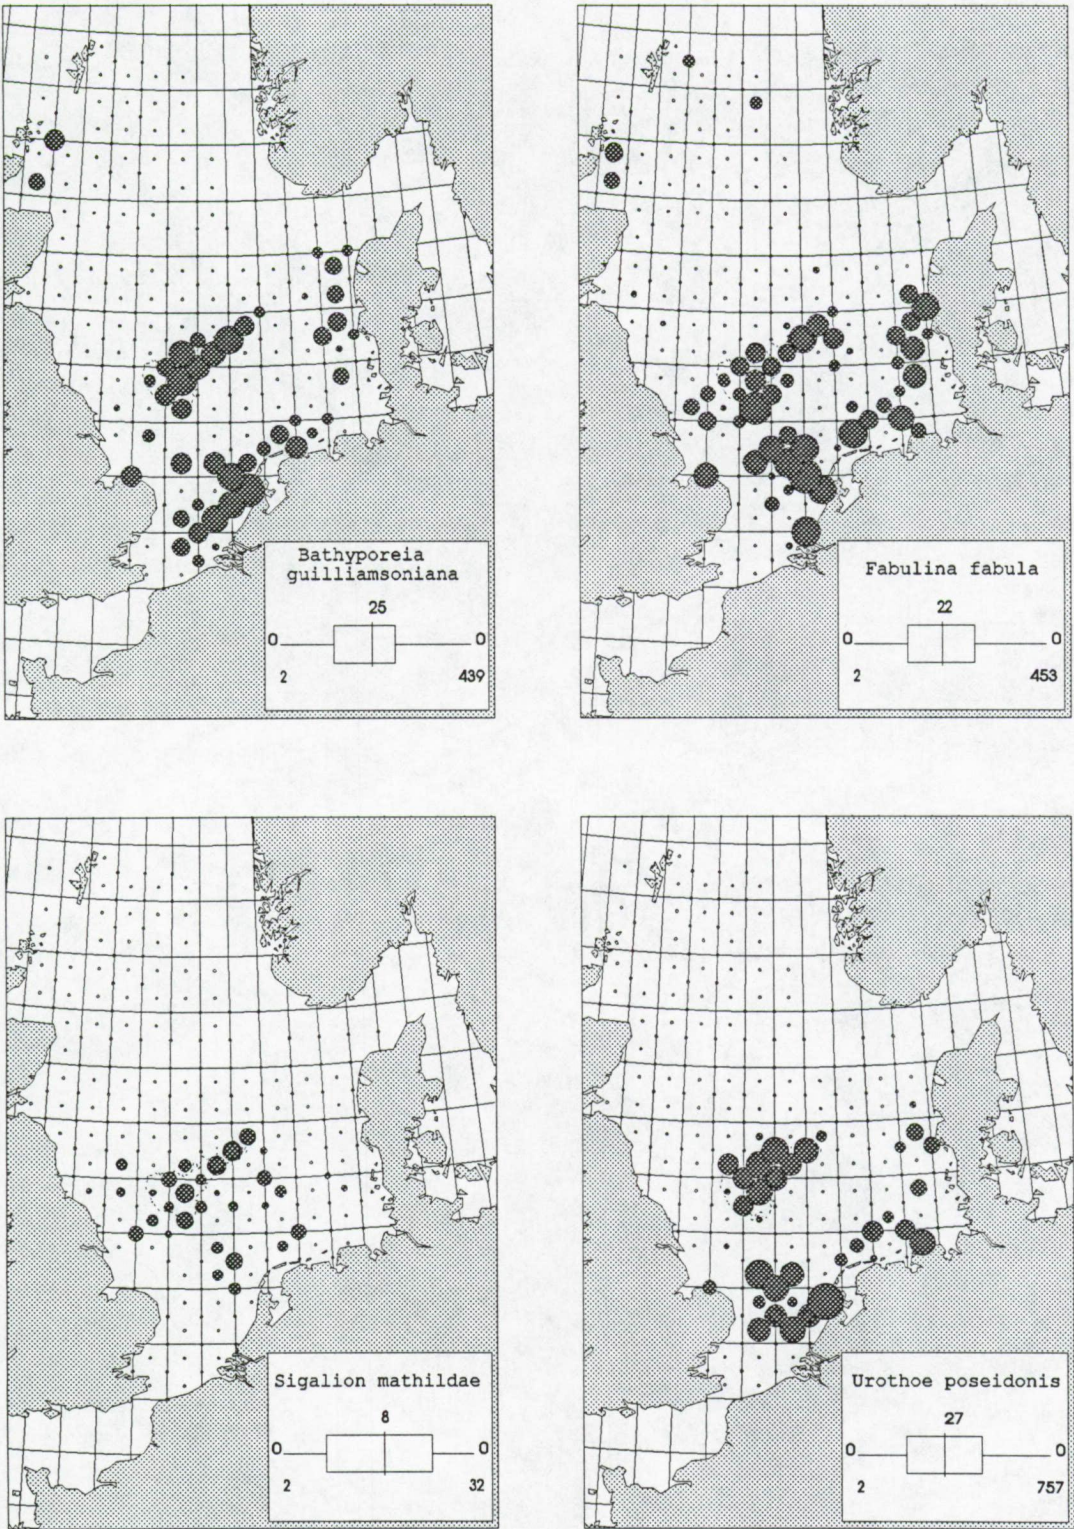 Bathyporeia
guilliamsoniana
25
0 0
2 439
Fabulina fabula
22
0 0
2 453
Sigalion mathildae
8
0 0
2 32
Urothoe poseidonis
27
0 0
2 757